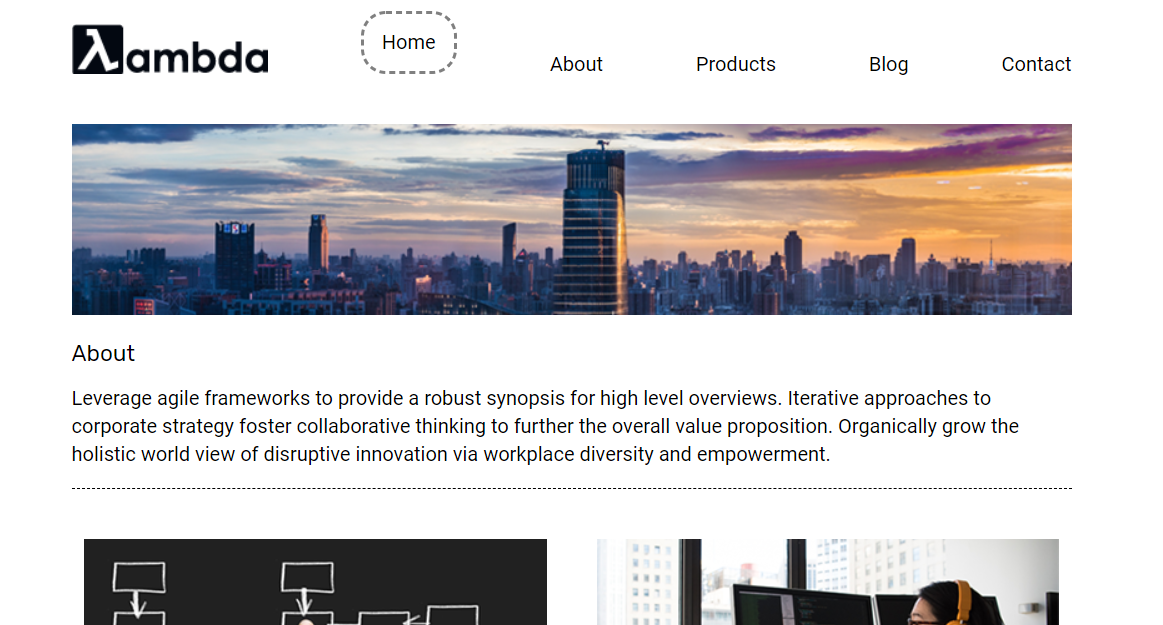 λambda
Home
About
Products
Blog
Contact
About
Leverage agile frameworks to provide a robust synopsis for high level overviews. Iterative approaches to
corporate strategy foster collaborative thinking to further the overall value proposition. Organically grow the
holistic world view of disruptive innovation via workplace diversity and empowerment.